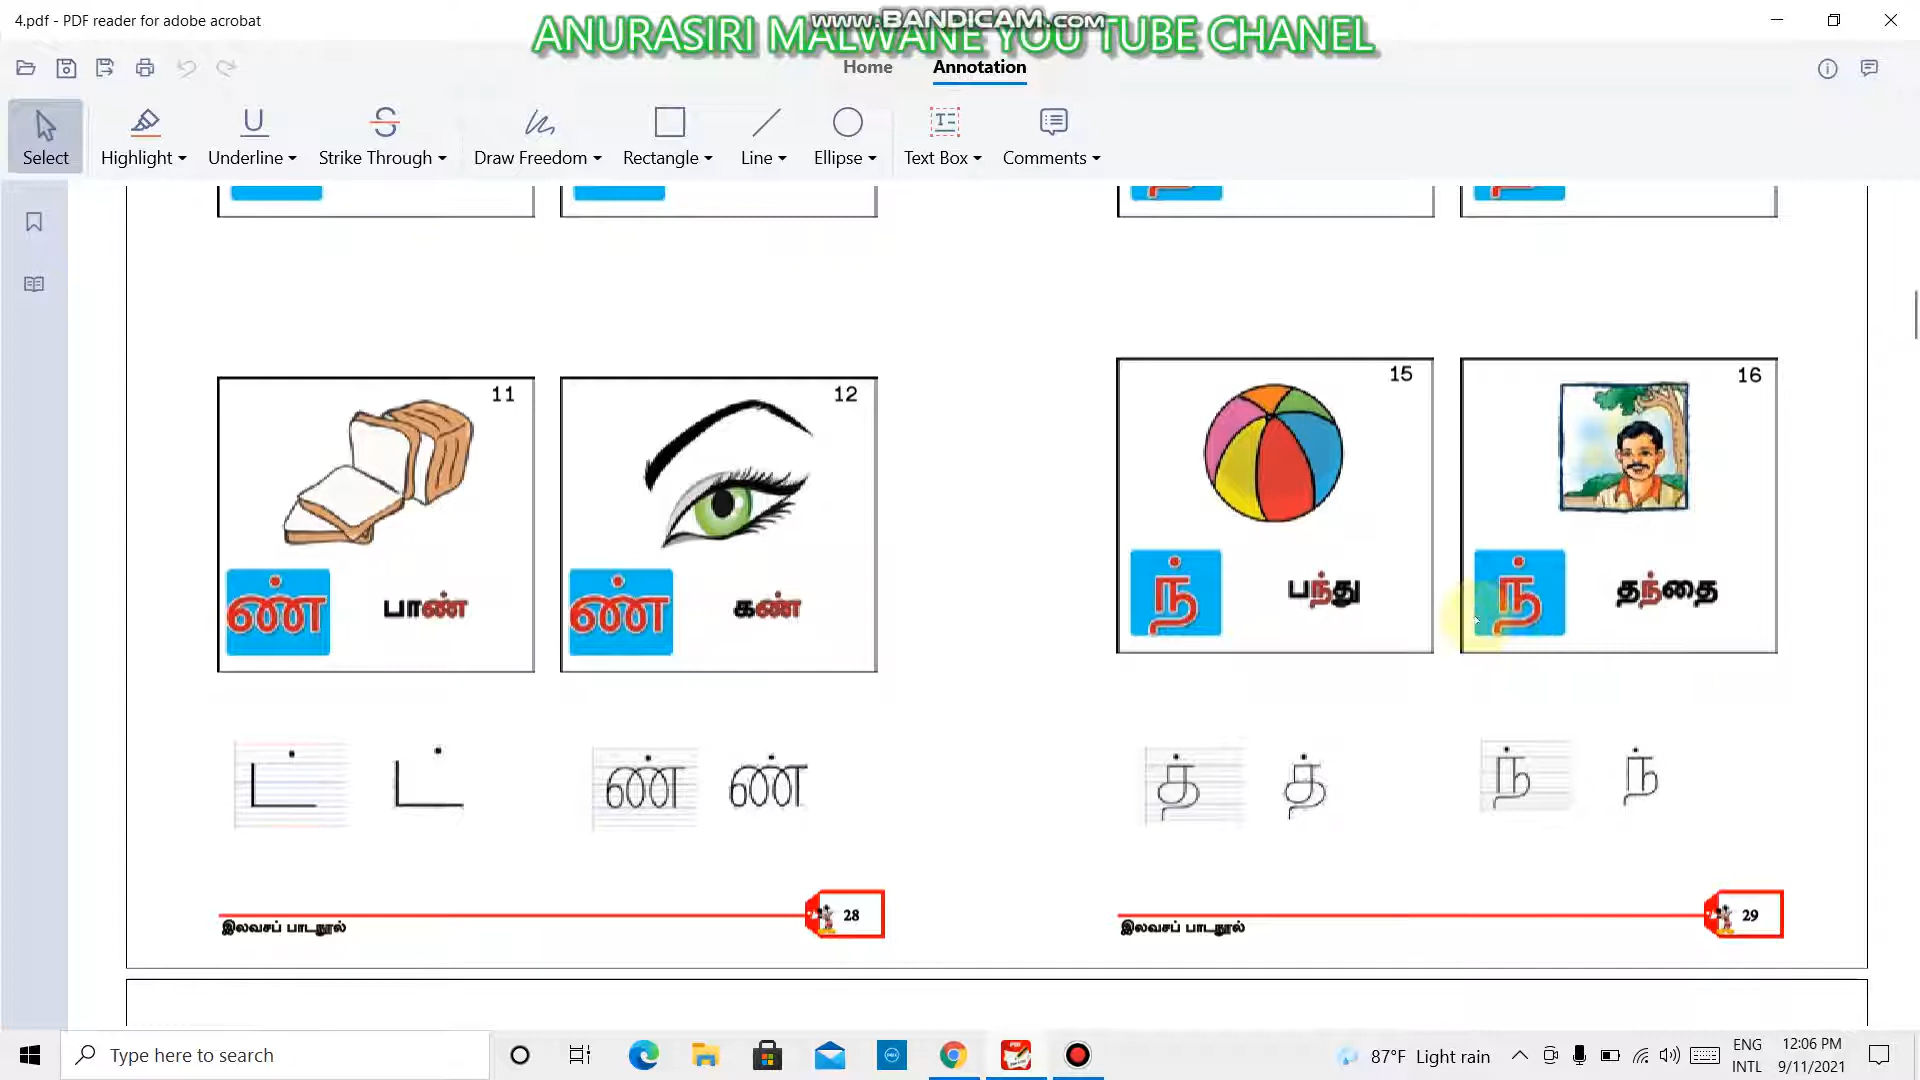 4.pdf - PDF reader for adobe acrobat
www.BANDICAM.com
ANURASIRI MALWANE YOU TUBE CHANEL
Home
Annotation
Select
Highlight
Underline
Strike Through
Draw Freedom
Rectangle
Line
Ellipse
Text Box
Comments
11
ண்
பாண்
12
ண்
கண்
15
ந்
பந்து
16
ந்
தந்தை
ட் ட்
ண் ண்
த் த்
ந் ந்
இலவசப் பாடநூல்
28
இலவசப் பாடநூல்
29
Type here to search
87°F Light rain
ENG
INTL
12:06 PM
9/11/2021